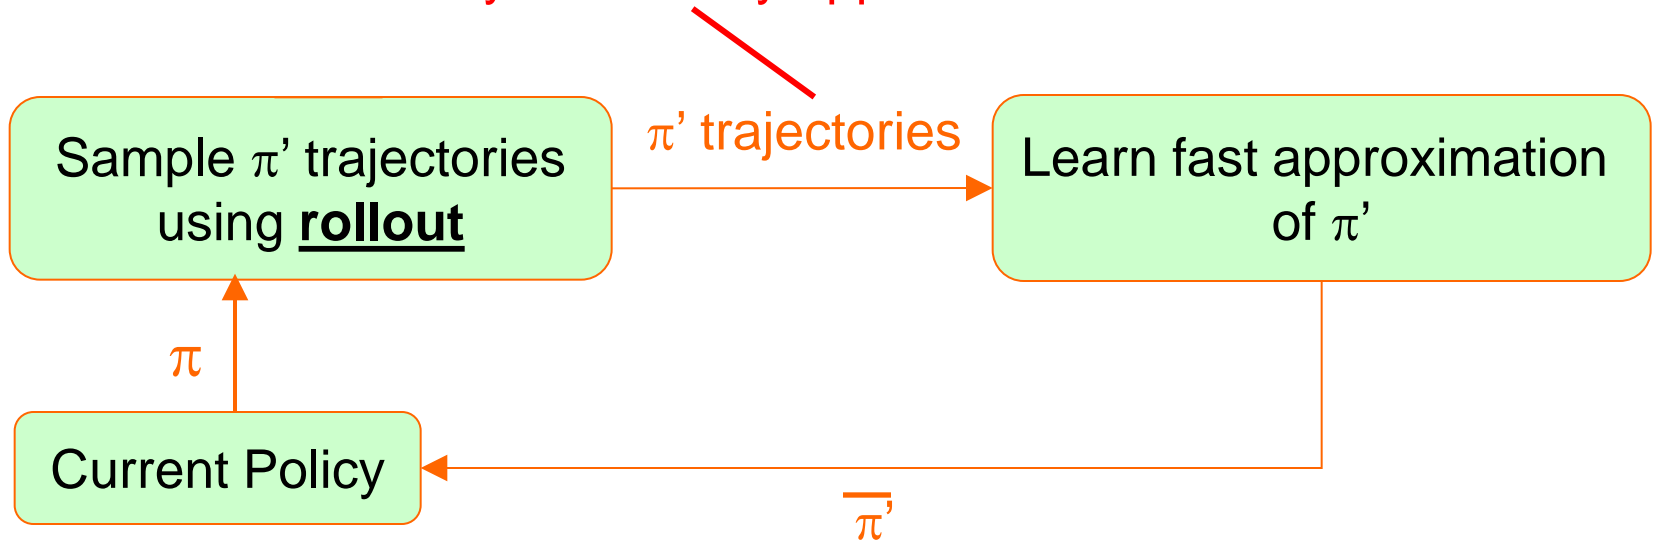 Sample π’ trajectories
using rollout
π’ trajectories
Learn fast approximation
of π’
π
Current Policy
π’